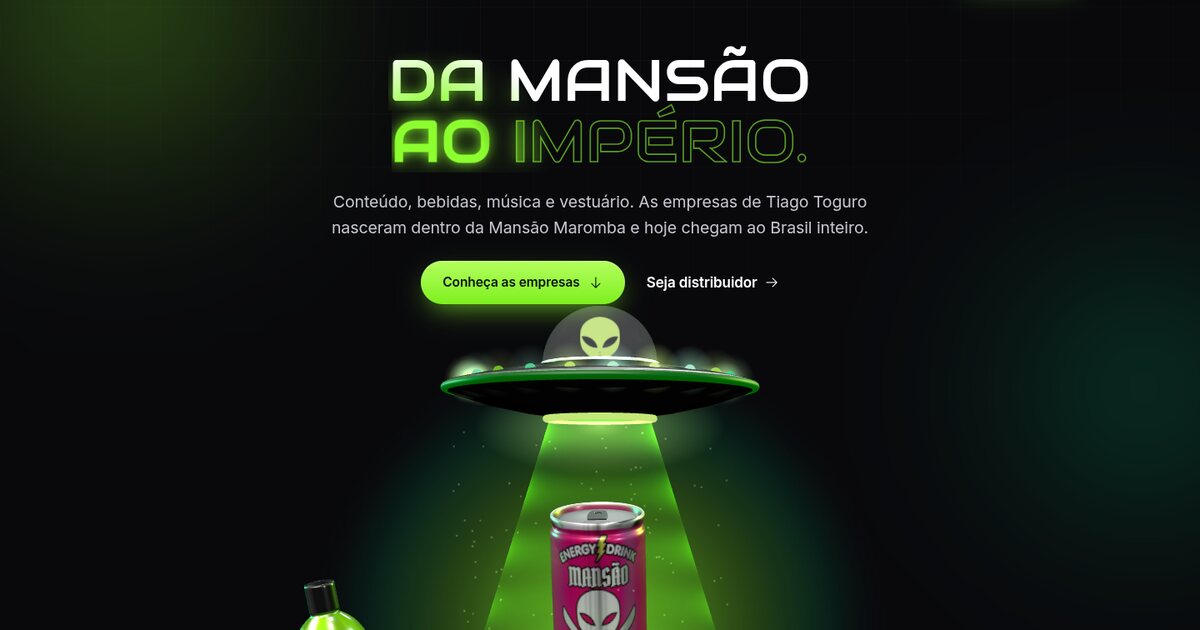 DA MANSÃO
AO IMPÉRIO.
Conteúdo, bebidas, música e vestuário. As empresas de Tiago Toguro
nasceram dentro da Mansão Maromba e hoje chegam ao Brasil inteiro.
Conheça as empresas ↓
Seja distribuidor →
ENERGY DRINK
MANSÃO